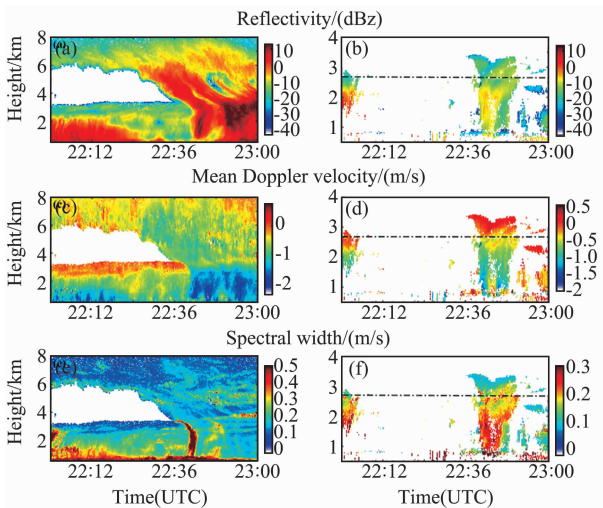 Reflectivity/(dBz)
Height/km
8
6
4
2
(a)
10
0
-10
-20
-30
-40
22:12 22:36 23:00
4
3
2
1
(b)
10
0
-10
-20
-30
-40
22:12 22:36 23:00
Mean Doppler velocity/(m/s)
Height/km
8
6
4
2
(c)
0
-1
-2
22:12 22:36 23:00
4
3
2
1
(d)
0.5
0
-0.5
-1
-1.5
-2
22:12 22:36 23:00
Spectral width/(m/s)
Height/km
8
6
4
2
(e)
0.5
0.4
0.3
0.2
0.1
0
22:12 22:36 23:00
Time(UTC)
4
3
2
1
(f)
0.3
0.2
0.1
0
22:12 22:36 23:00
Time(UTC)